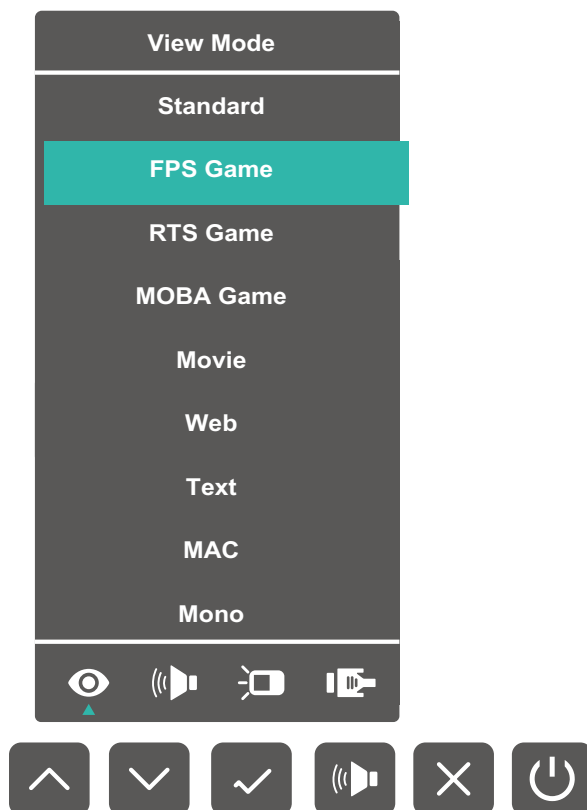 View Mode
Standard
FPS Game
RTS Game
MOBA Game
Movie
Web
Text
MAC
Mono